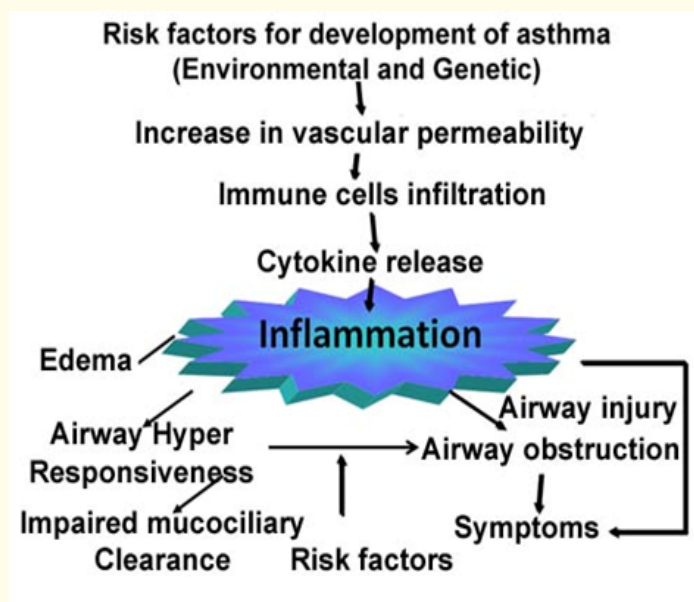 Risk factors for development of asthma
(Environmental and Genetic)
Increase in vascular permeability
Immune cells infiltration
Cytokine release
Inflammation
Edema
Airway injury
Airway Hyper
Responsiveness
Airway obstruction
Impaired mucociliary
Clearance
Symptoms
Risk factors